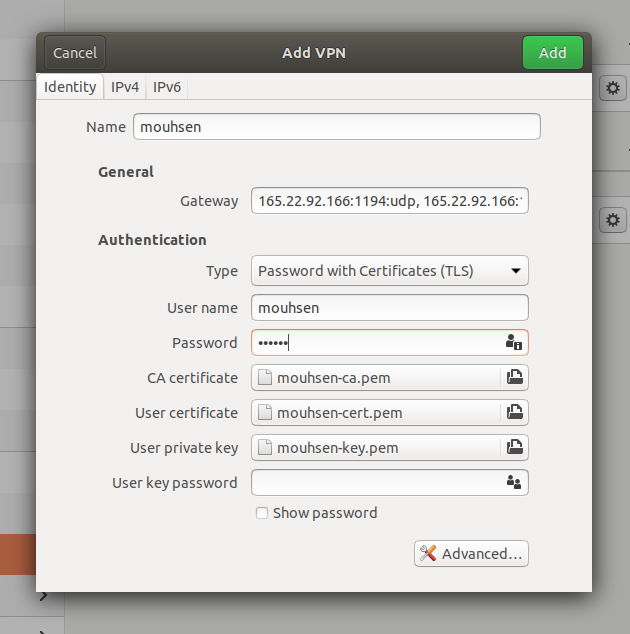 Cancel Add VPN Add
Identity IPv4 IPv6
Name mouhsen
General
Gateway 165.22.92.166:1194:udp, 165.22.92.166:1
Authentication
Type Password with Certificates (TLS)
User name mouhsen
Password ••••••
CA certificate mouhsen-ca.pem
User certificate mouhsen-cert.pem
User private key mouhsen-key.pem
User key password
Show password
Advanced...